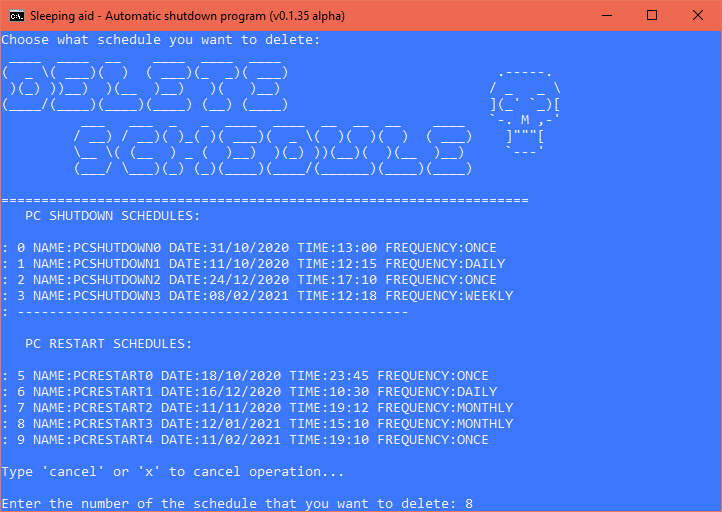 Sleeping aid - Automatic shutdown program (v0.1.35 alpha)
Choose what schedule you want to delete:
DELETE
SCHEDULE
=================================================================
PC SHUTDOWN SCHEDULES:
: 0 NAME:PCSHUTDOWN0 DATE:31/10/2020 TIME:13:00 FREQUENCY:ONCE
: 1 NAME:PCSHUTDOWN1 DATE:11/10/2020 TIME:12:15 FREQUENCY:DAILY
: 2 NAME:PCSHUTDOWN2 DATE:24/12/2020 TIME:17:10 FREQUENCY:ONCE
: 3 NAME:PCSHUTDOWN3 DATE:08/02/2021 TIME:12:18 FREQUENCY:WEEKLY
: ------------------------------------------------
PC RESTART SCHEDULES:
: 5 NAME:PCRESTART0 DATE:18/10/2020 TIME:23:45 FREQUENCY:ONCE
: 6 NAME:PCRESTART1 DATE:16/12/2020 TIME:10:30 FREQUENCY:DAILY
: 7 NAME:PCRESTART2 DATE:11/11/2020 TIME:19:12 FREQUENCY:MONTHLY
: 8 NAME:PCRESTART3 DATE:12/01/2021 TIME:15:10 FREQUENCY:MONTHLY
: 9 NAME:PCRESTART4 DATE:11/02/2021 TIME:19:10 FREQUENCY:ONCE
Type 'cancel' or 'x' to cancel operation...
Enter the number of the schedule that you want to delete: 8